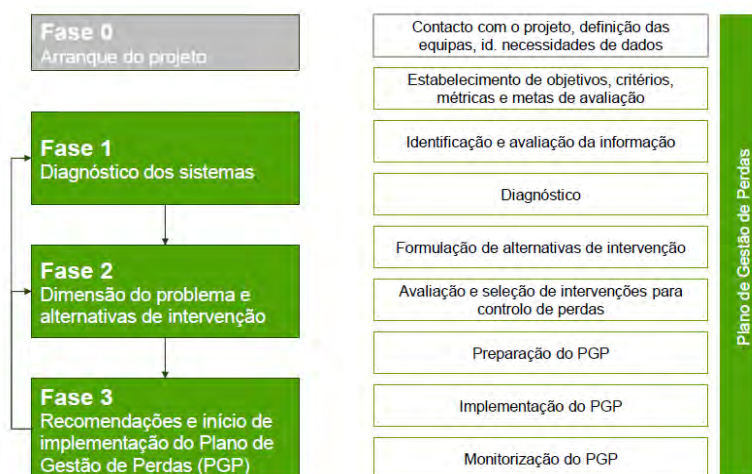 Fase 0
Arranque do projeto
Fase 1
Diagnóstico dos sistemas
Fase 2
Dimensão do problema e
alternativas de intervenção
Fase 3
Recomendações e início de
implementação do Plano de
Gestão de Perdas (PGP)
Contacto com o projeto, definição das
equipas, id. necessidades de dados
Estabelecimento de objetivos, critérios,
métricas e metas de avaliação
Identificação e avaliação da informação
Diagnóstico
Formulação de alternativas de intervenção
Avaliação e seleção de intervenções para
controlo de perdas
Preparação do PGP
Implementação do PGP
Monitorização do PGP
Plano de Gestão de Perdas